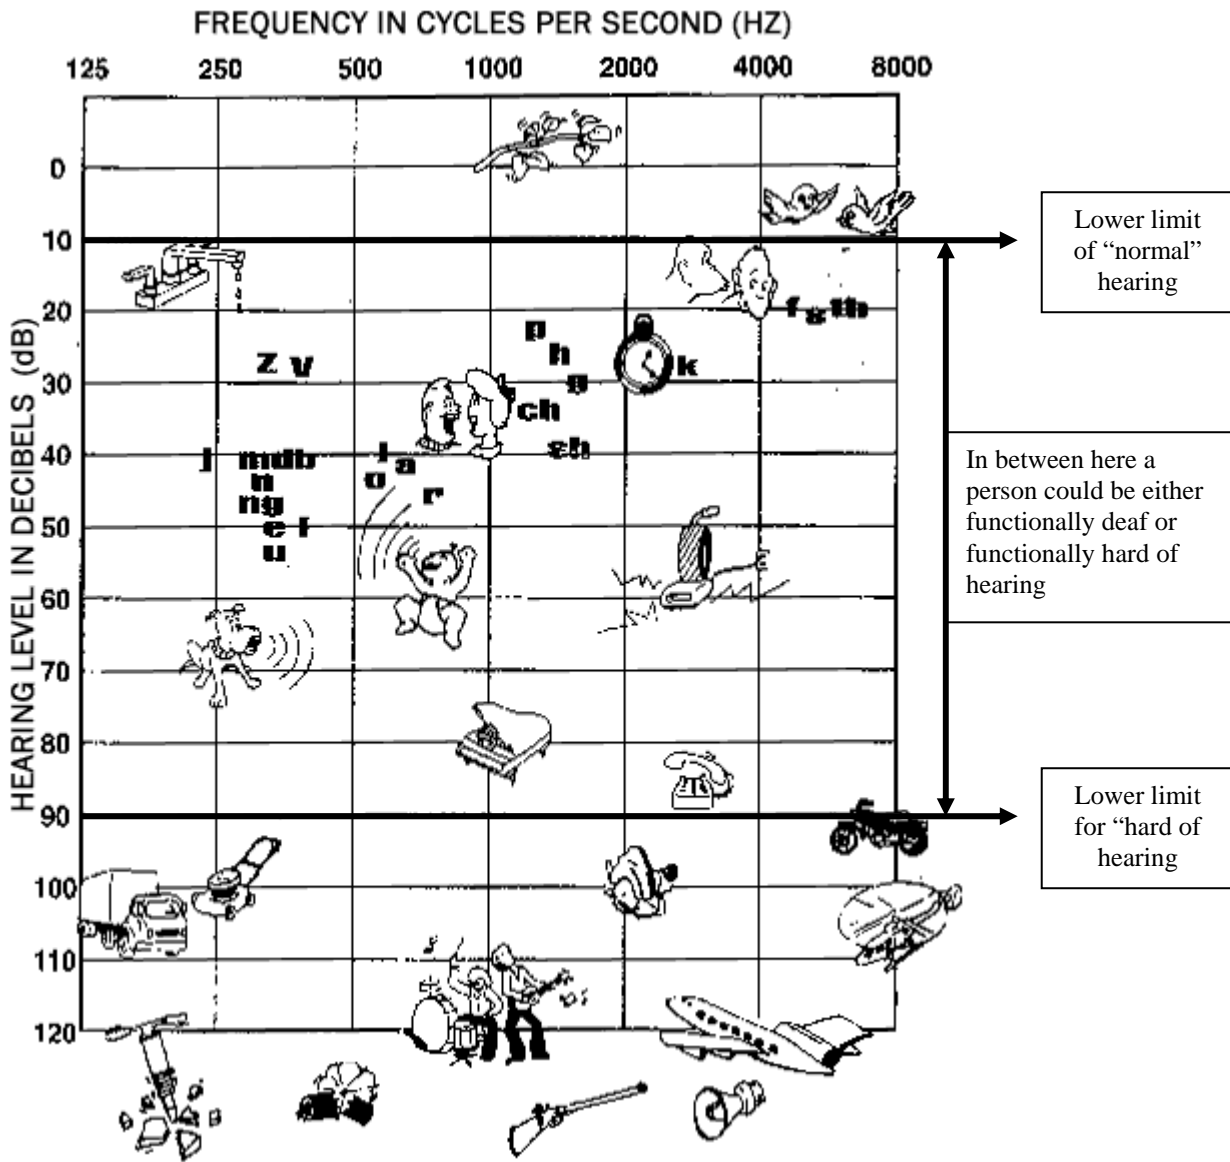 FREQUENCY IN CYCLES PER SECOND (HZ)
125 250 500 1000 2000 4000 8000
HEARING LEVEL IN DECIBELS (dB)
0
10
20
30
40
50
60
70
80
90
100
110
120
f s th
p
h
z v
k
g
ch
sh
j mdb
n
ng
e i
u
l
a
o
r
Lower limit
of “normal”
hearing
In between here a
person could be either
functionally deaf or
functionally hard of
hearing
Lower limit
for “hard of
hearing